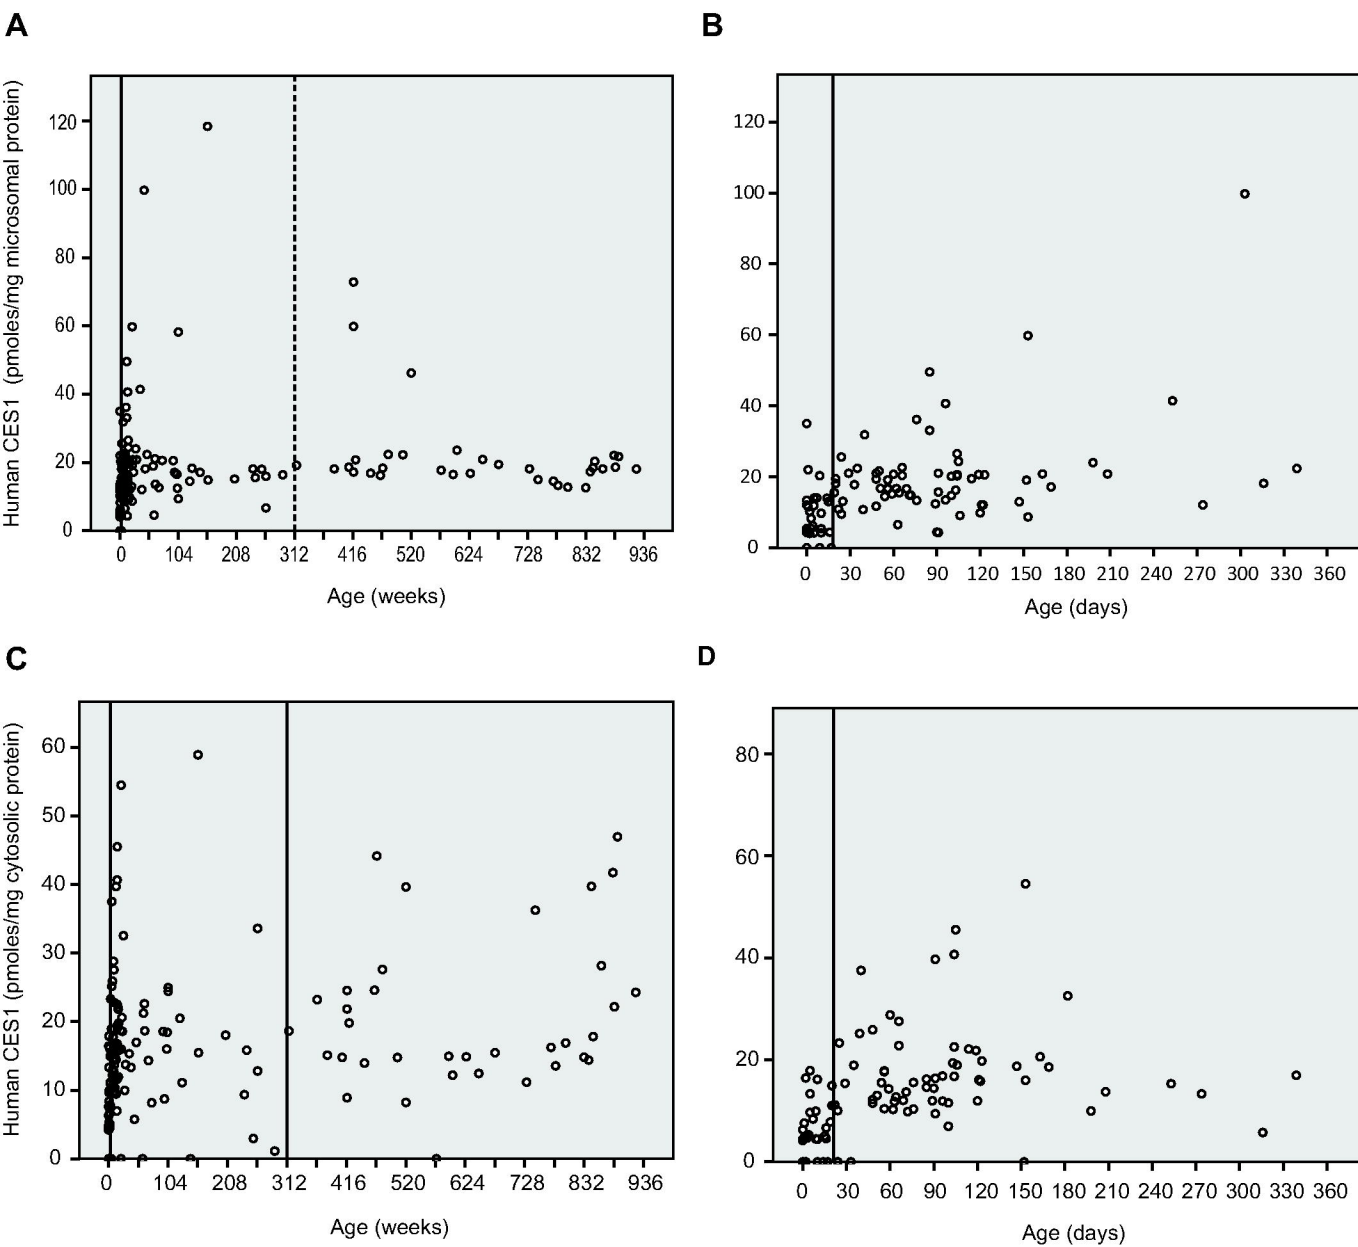 A
Human CES1 (pmoles/mg microsomal protein)
120
100
80
60
40
20
0
0 104 208 312 416 520 624 728 832 936
Age (weeks)
B
120
100
80
60
40
20
0
0 30 60 90 120 150 180 210 240 270 300 330 360
Age (days)
C
Human CES1 (pmoles/mg cytosolic protein)
60
50
40
30
20
10
0
0 104 208 312 416 520 624 728 832 936
Age (weeks)
D
80
60
40
20
0
0 30 60 90 120 150 180 210 240 270 300 330 360
Age (days)